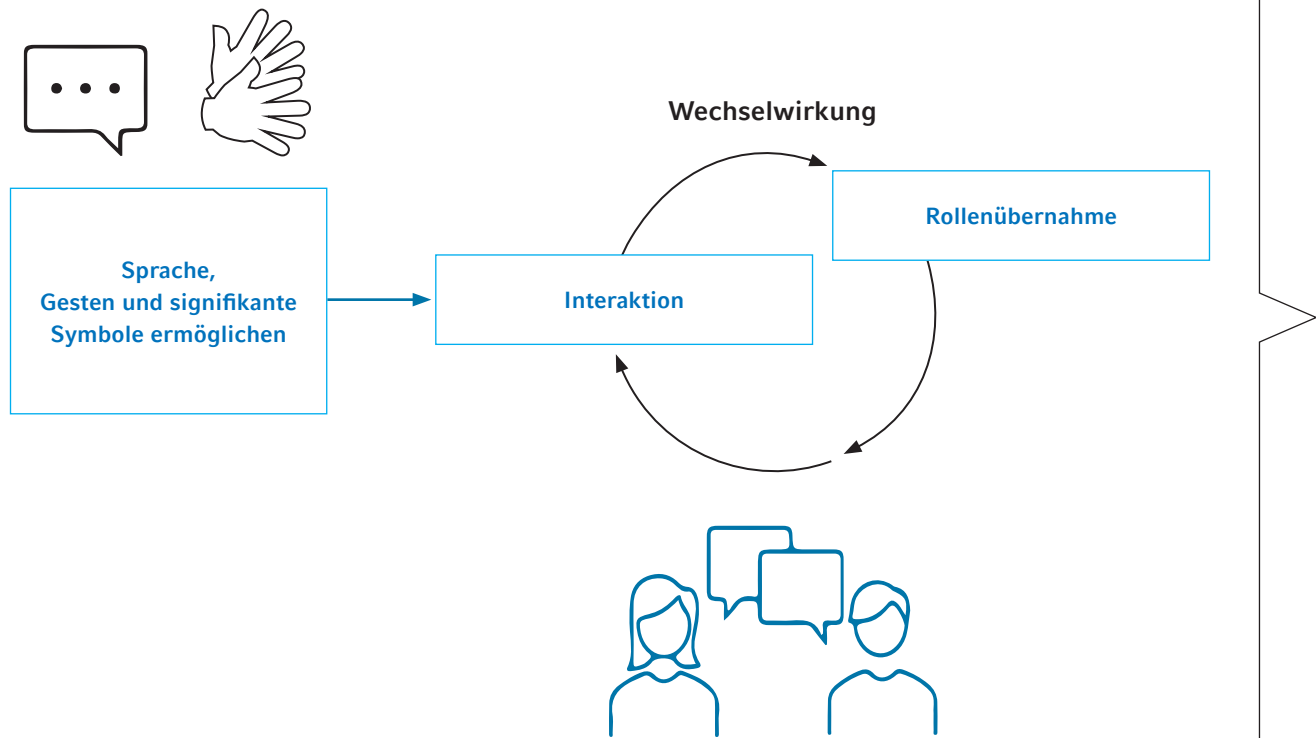 Wechselwirkung
Rollenübernahme
Sprache,
Gesten und signifikante
Symbole ermöglichen
Interaktion